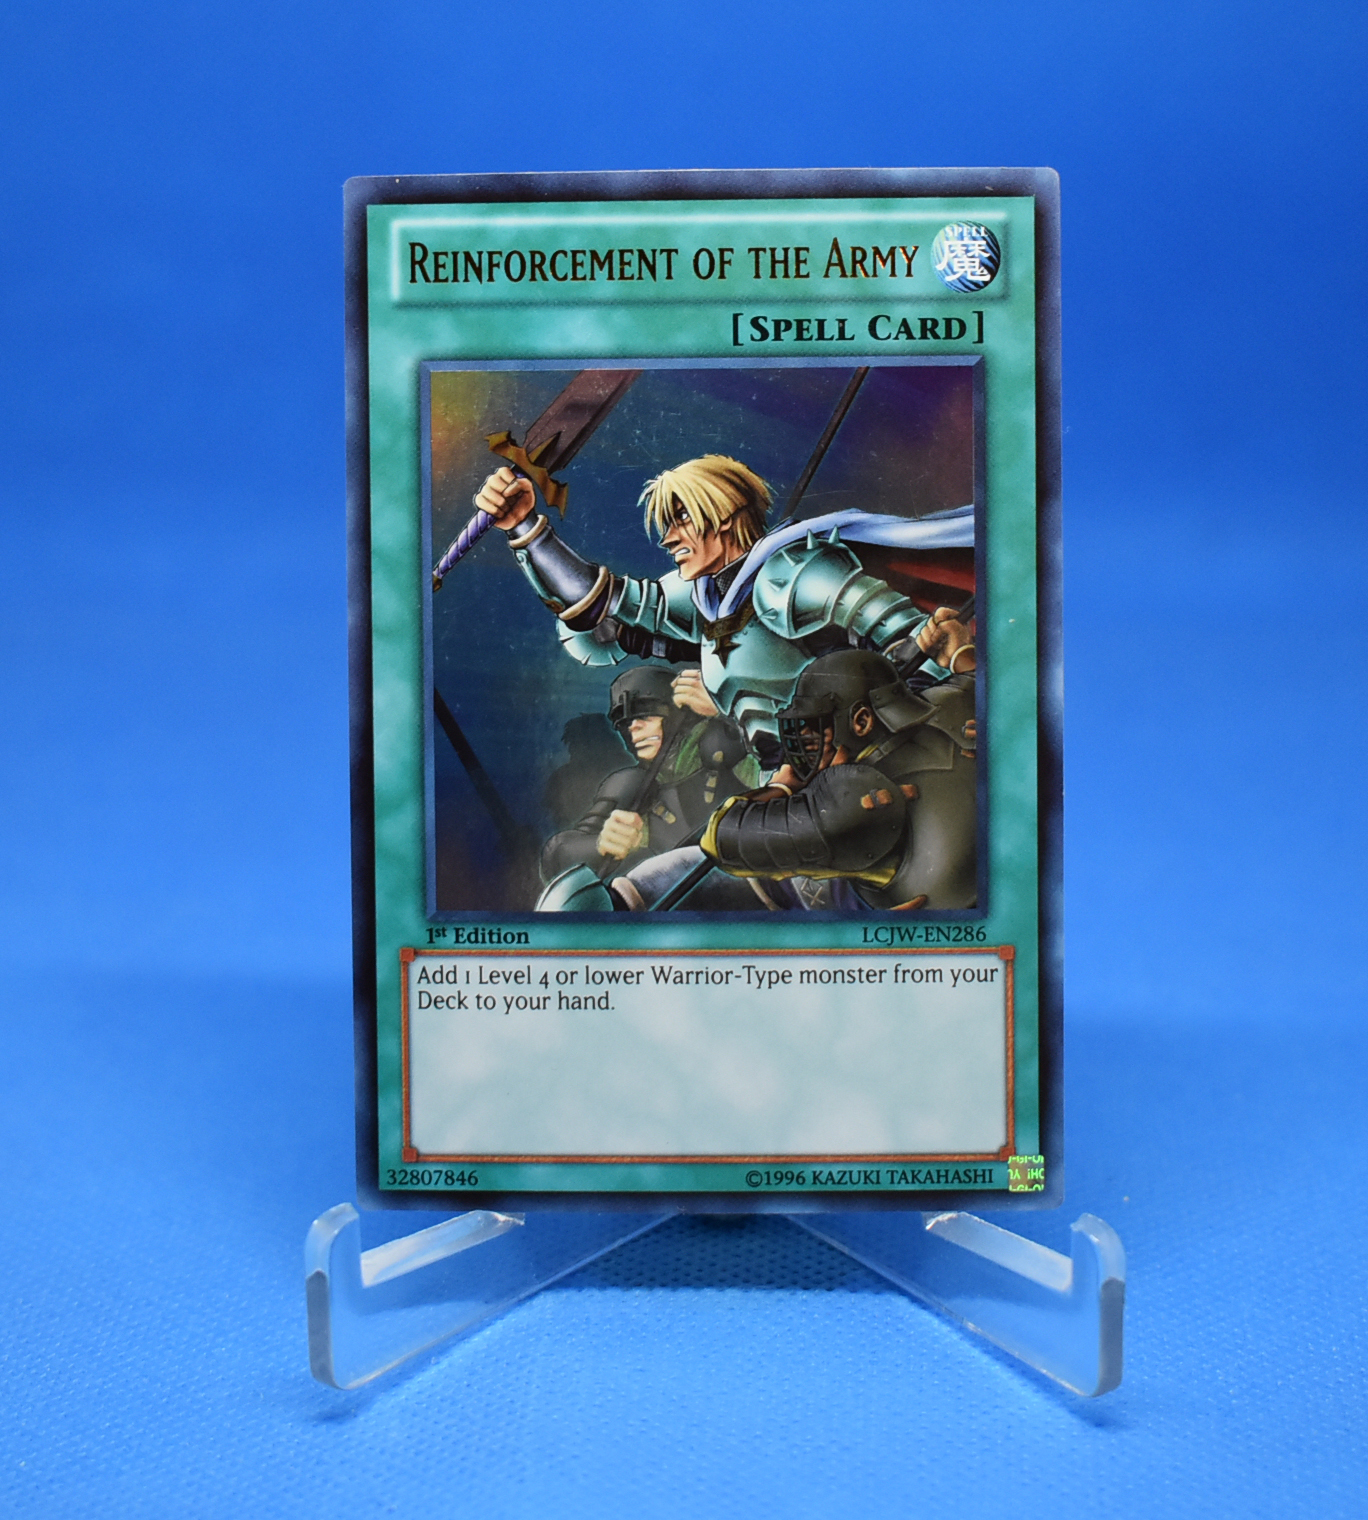 REINFORCEMENT OF THE ARMY
SPELL
魔
[SPELL CARD]
1st Edition
LCJW-EN286
Add 1 Level 4 or lower Warrior-Type monster from your
Deck to your hand.
32807846
©1996 KAZUKI TAKAHASHI